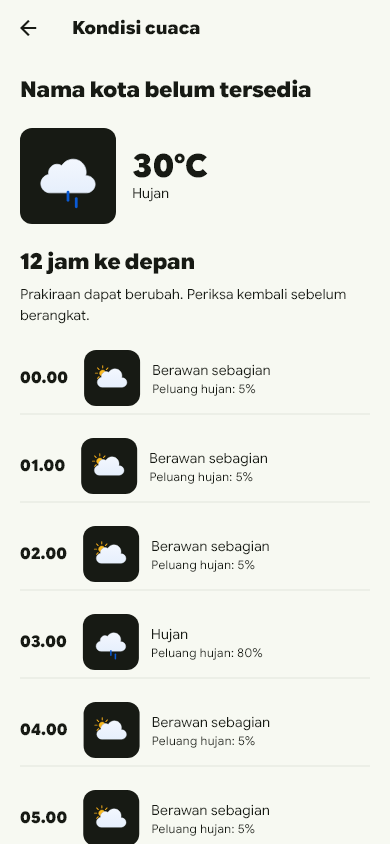 Kondisi cuaca
Nama kota belum tersedia
30°C
Hujan
12 jam ke depan
Prakiraan dapat berubah. Periksa kembali sebelum
berangkat.
00.00
Berawan sebagian
Peluang hujan: 5%
01.00
Berawan sebagian
Peluang hujan: 5%
02.00
Berawan sebagian
Peluang hujan: 5%
03.00
Hujan
Peluang hujan: 80%
04.00
Berawan sebagian
Peluang hujan: 5%
05.00
Berawan sebagian
Peluang hujan: 5%